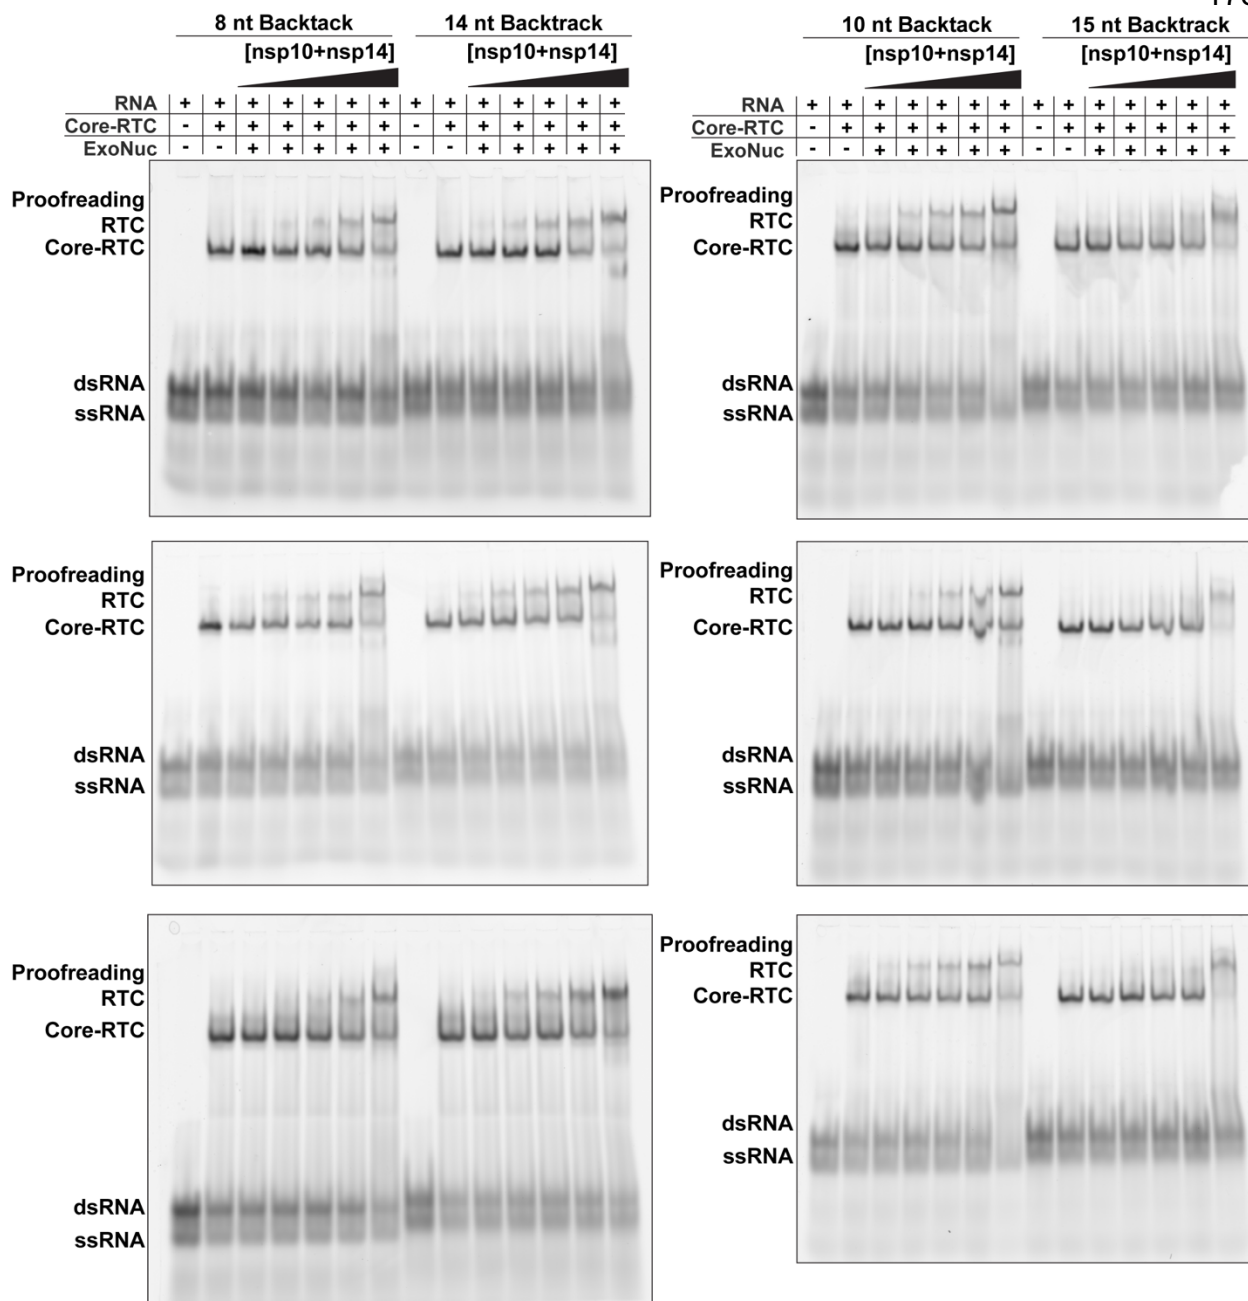 8 nt Backtack 14 nt Backtrack
[nsp10+nsp14] [nsp10+nsp14]
RNA + + + + + + + + + + + + + +
Core-RTC - + + + + + + - + + + + + +
ExoNuc - - + + + + + - - + + + + +
Proofreading
RTC
Core-RTC
dsRNA
ssRNA
10 nt Backtrack 15 nt Backtrack
[nsp10+nsp14] [nsp10+nsp14]
RNA + + + + + + + + + + + + + +
Core-RTC - + + + + + + - + + + + + +
ExoNuc - - + + + + + - - + + + + +
Proofreading
RTC
Core-RTC
dsRNA
ssRNA
Proofreading
RTC
Core-RTC
dsRNA
ssRNA
Proofreading
RTC
Core-RTC
dsRNA
ssRNA
Proofreading
RTC
Core-RTC
dsRNA
ssRNA
Proofreading
RTC
Core-RTC
dsRNA
ssRNA